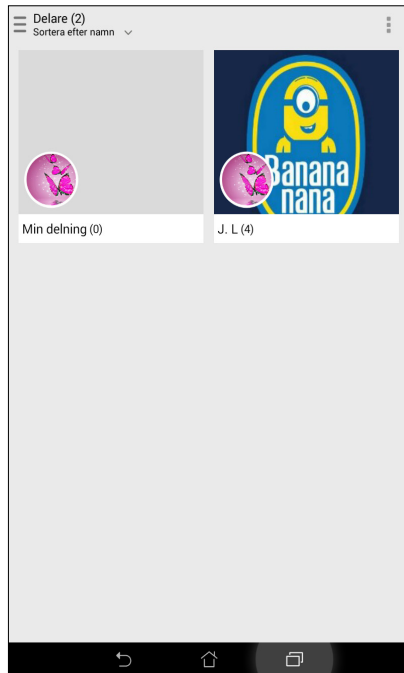 Delare (2)
Sortera efter namn
Banana
nana
Min delning (0)
J. L (4)